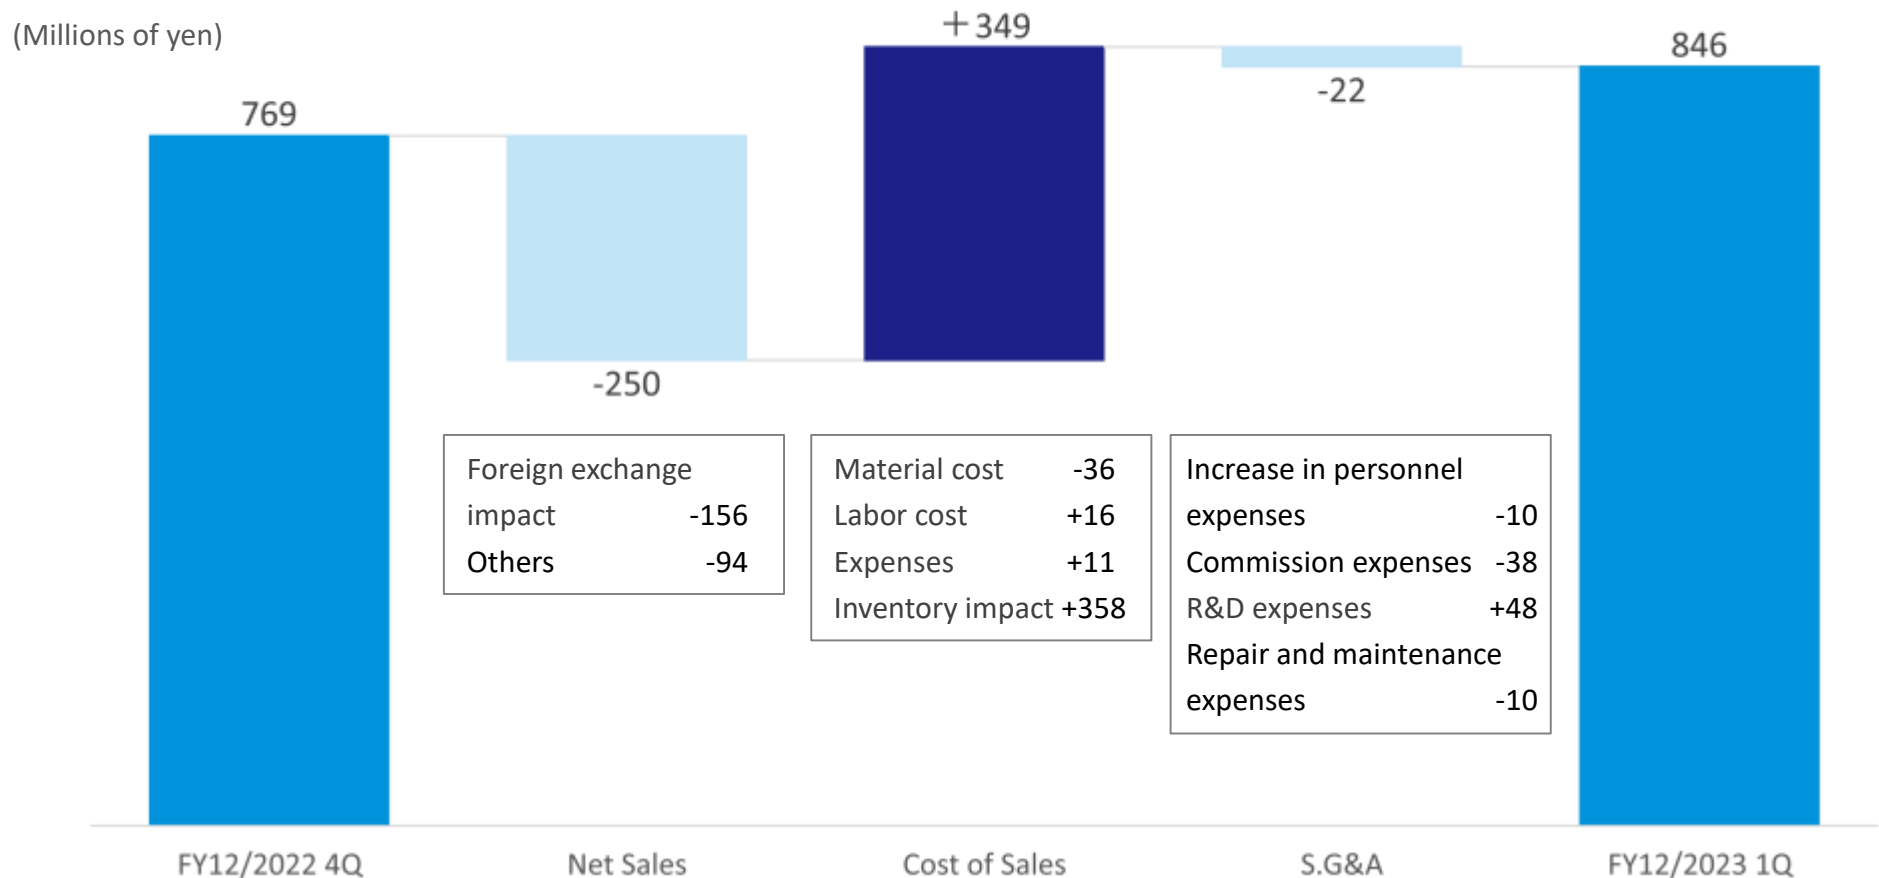 (Millions of yen)
769
-250
+349
-22
846
Foreign exchange
impact -156
Others -94
Material cost -36
Labor cost +16
Expenses +11
Inventory impact +358
Increase in personnel
expenses -10
Commission expenses -38
R&D expenses +48
Repair and maintenance
expenses -10
FY12/2022 4Q
Net Sales
Cost of Sales
S.G&A
FY12/2023 1Q